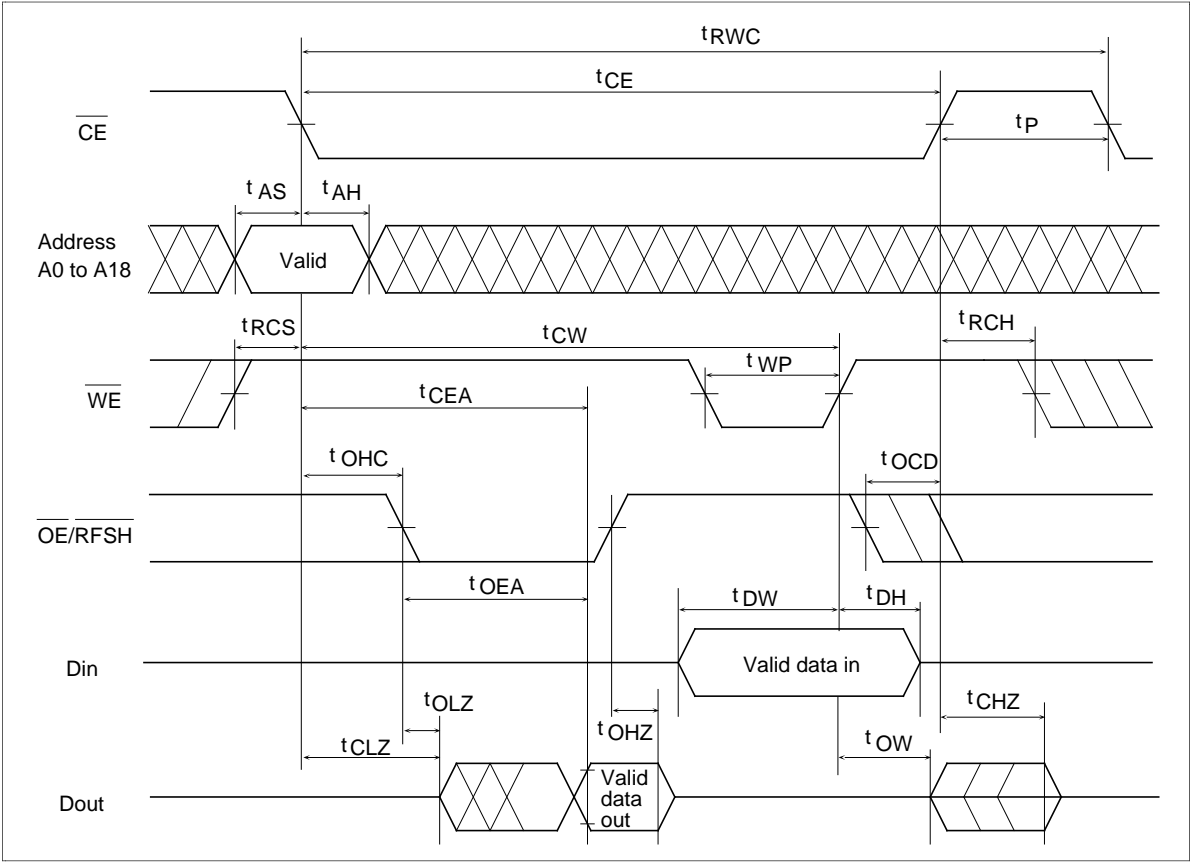 tRWC
tCE
CE
tP
tAS
tAH
Address
A0 to A18
Valid
tRCS
tCW
tRCH
tWP
WE
tCEA
tOHC
tOCD
OE/RFSH
tOEA
tDW
tDH
Din
Valid data in
tOLZ
tOHZ
tCHZ
tCLZ
tOW
Dout
Valid
data
out